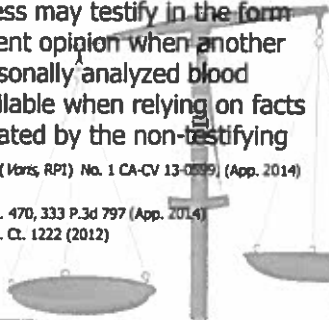 ess may testify in the form
ent opinion when another
sonally analyzed blood
ilable when relying on facts
ated by the non-testifying
(Voris, RPI) No. 1 CA-CV 13-0599, (App. 2014)
. 470, 333 P.3d 797 (App. 2014)
. Ct. 1222 (2012)